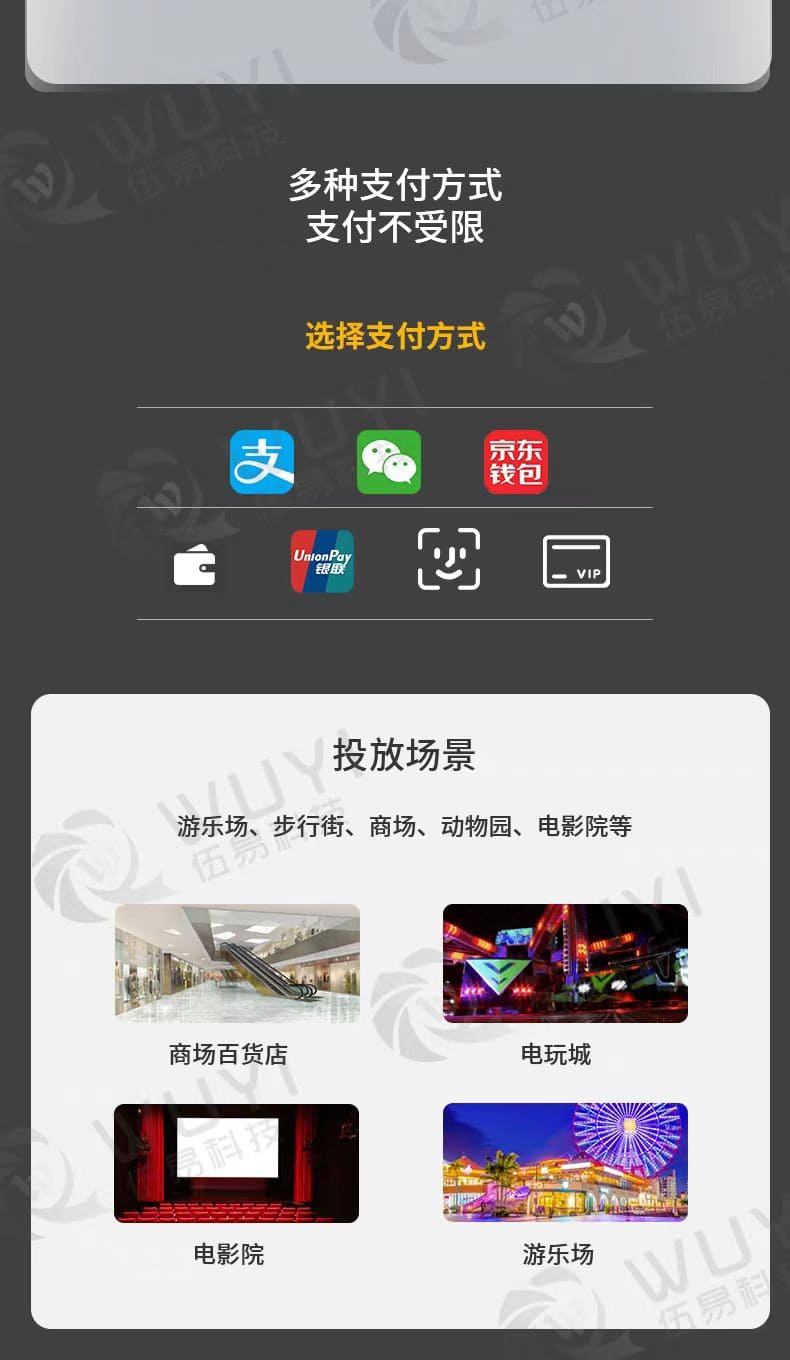 多种支付方式
支付不受限
选择支付方式
支
京东
钱包
UnionPay
银联
VIP
投放场景
游乐场、步行街、商场、动物园、电影院等
商场百货店
电玩城
电影院
游乐场
WUYI
伍易科技